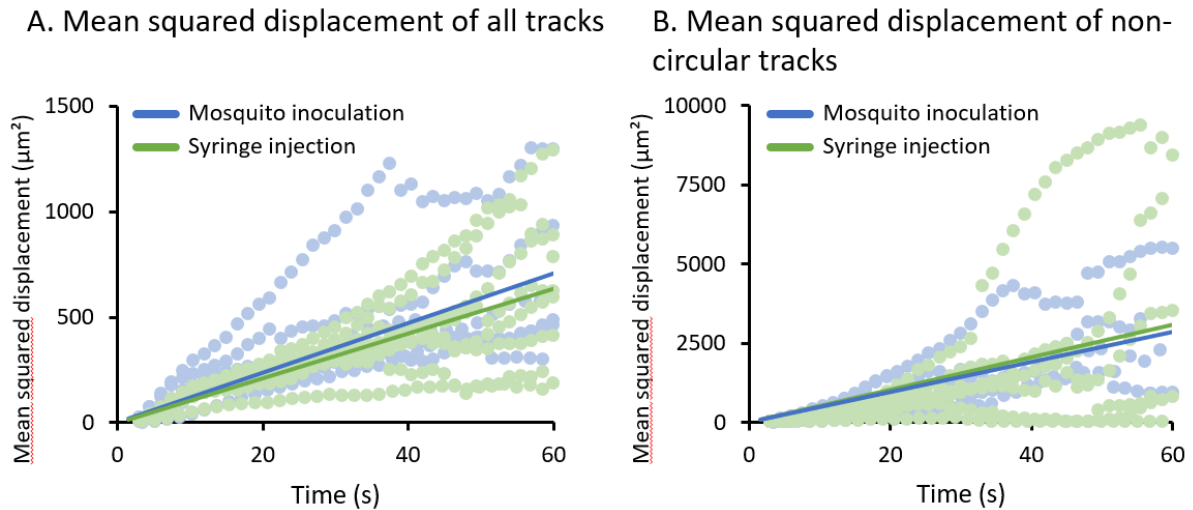 A. Mean squared displacement of all tracks
Mean squared displacement (µm²)
1500
1000
500
0
Mosquito inoculation
Syringe injection
0
20
40
60
Time (s)
B. Mean squared displacement of non-
circular tracks
Mean squared displacement (µm²)
10000
7500
5000
2500
0
Mosquito inoculation
Syringe injection
0
20
40
60
Time (s)